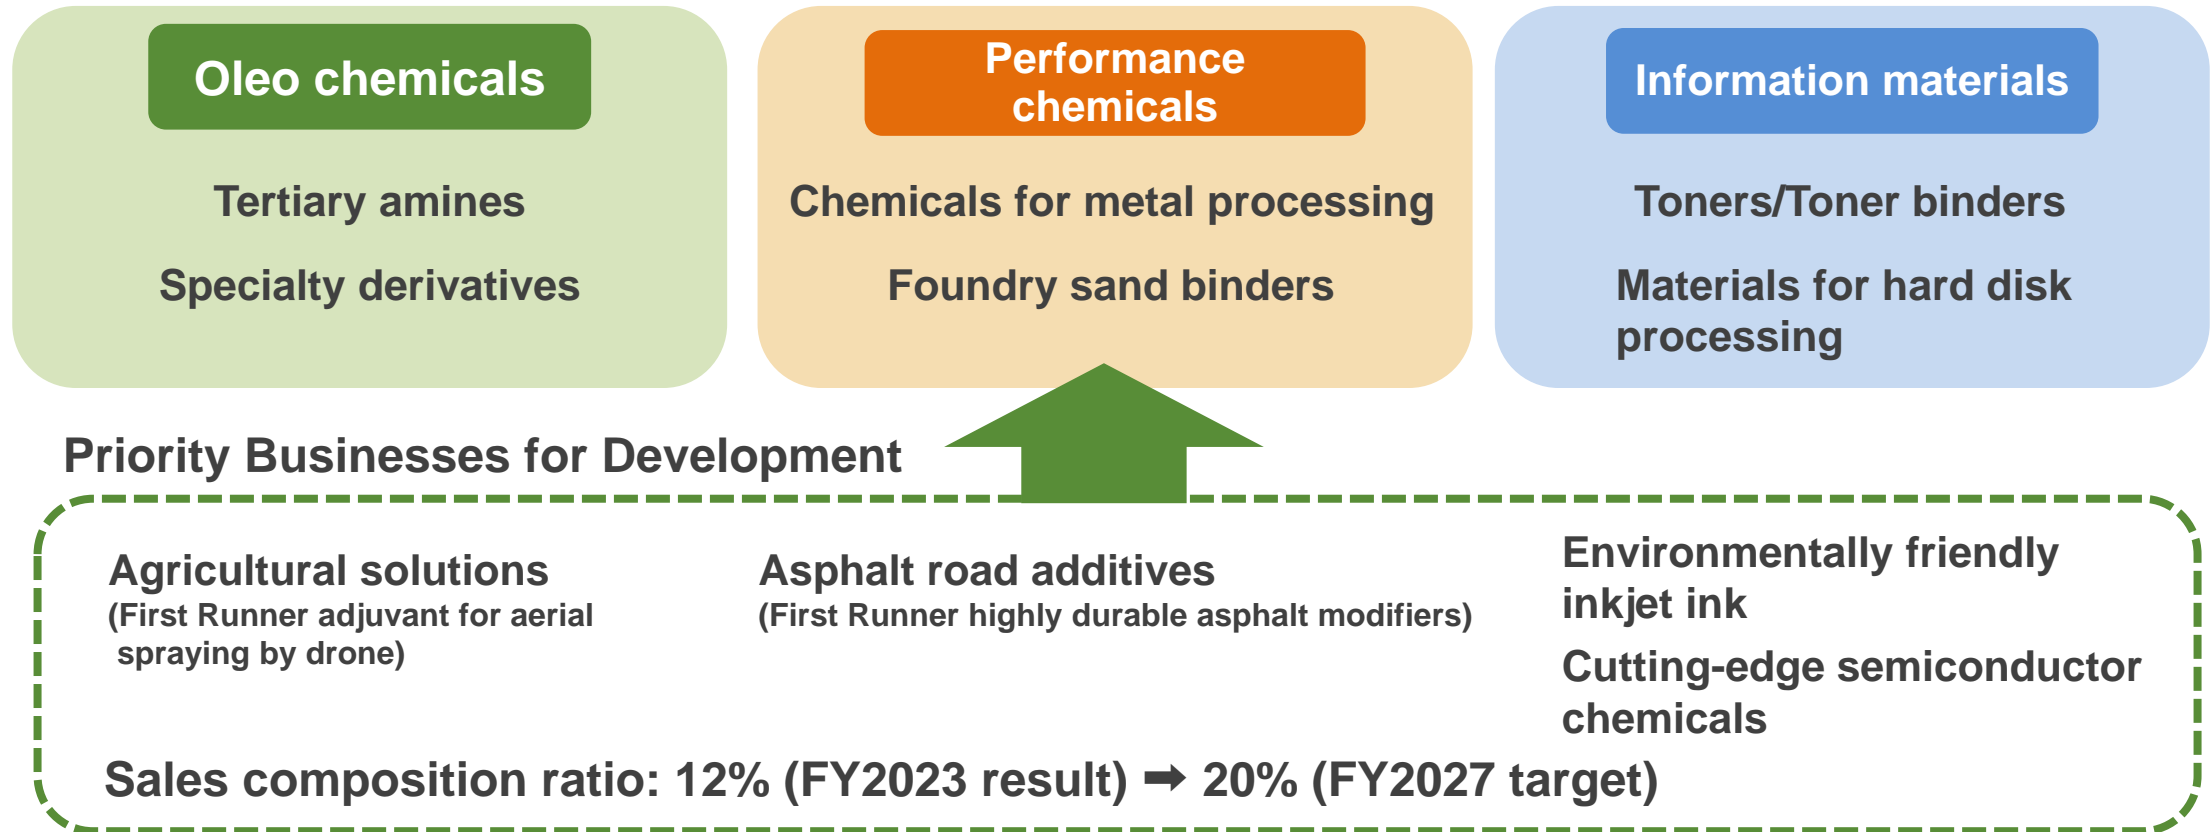 Oleo chemicals
Tertiary amines
Specialty derivatives
Performance
chemicals
Chemicals for metal processing
Foundry sand binders
Information materials
Toners/Toner binders
Materials for hard disk
processing
Priority Businesses for Development
Agricultural solutions
(First Runner adjuvant for aerial
spraying by drone)
Asphalt road additives
(First Runner highly durable asphalt modifiers)
Environmentally friendly
inkjet ink
Cutting-edge semiconductor
chemicals
Sales composition ratio: 12% (FY2023 result) ➡ 20% (FY2027 target)